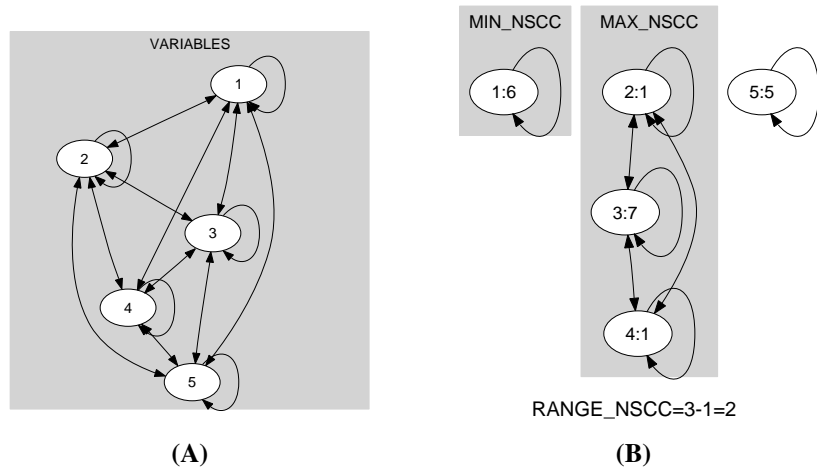 VARIABLES
1
2
3
4
5
(A)
MIN_NSCC
MAX_NSCC
1:6
2:1
5:5
3:7
4:1
RANGE_NSCC=3-1=2
(B)